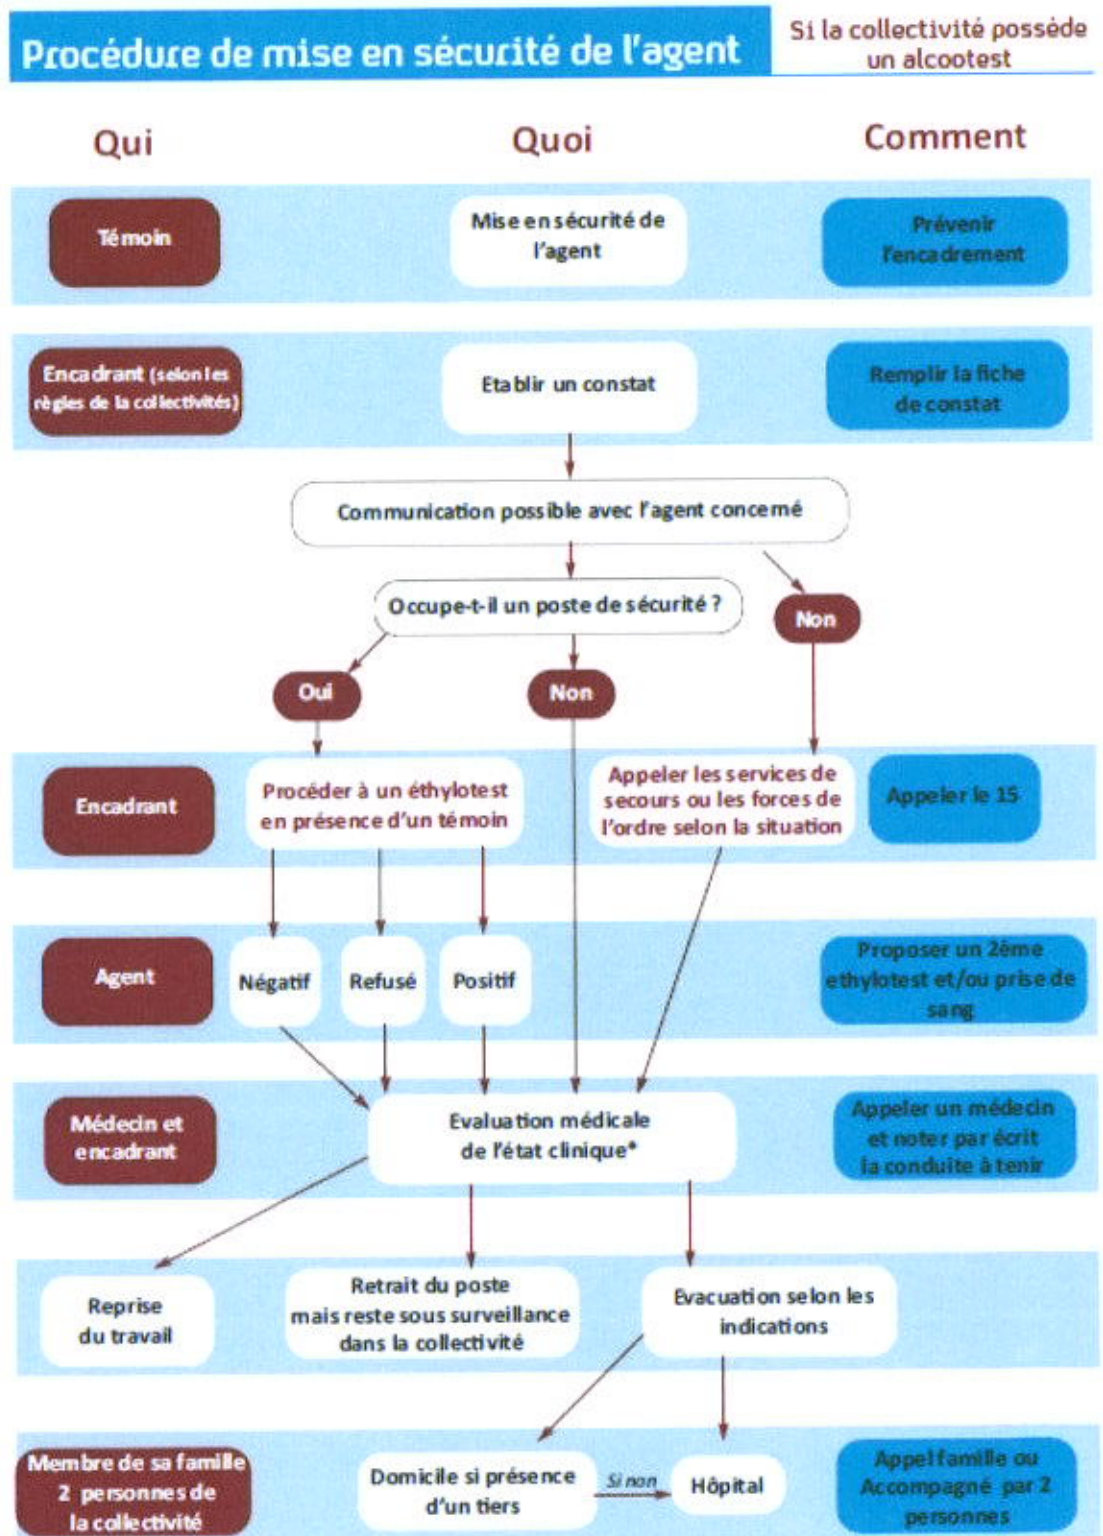 Procédure de mise en sécurité de l'agent
Si la collectivité possède
un alcootest
Qui
Quoi
Comment
Témoin
Mise en sécurité de
l'agent
Prévenir
l'encadrement
Encadrant (selon les
règles de la collectivités)
Etablir un constat
Remplir la fiche
de constat
Communication possible avec l'agent concerné
Occupe-t-il un poste de sécurité ?
Non
Oui
Non
Encadrant
Procéder à un éthylotest
en présence d'un témoin
Appeler les services de
secours ou les forces de
l'ordre selon la situation
Appeler le 15
Agent
Négatif
Refusé
Positif
Proposer un 2ème
ethylotest et/ou prise de
sang
Médecin et
encadrant
Evaluation médicale
de l'état clinique*
Appeler un médecin
et noter par écrit
la conduite à tenir
Reprise
du travail
Retrait du poste
mais reste sous surveillance
dans la collectivité
Evacuation selon les
indications
Membre de sa famille
2 personnes de
la collectivité
Domicile si présence
d'un tiers
Si non
Hôpital
Appel famille ou
Accompagné par 2
personnes